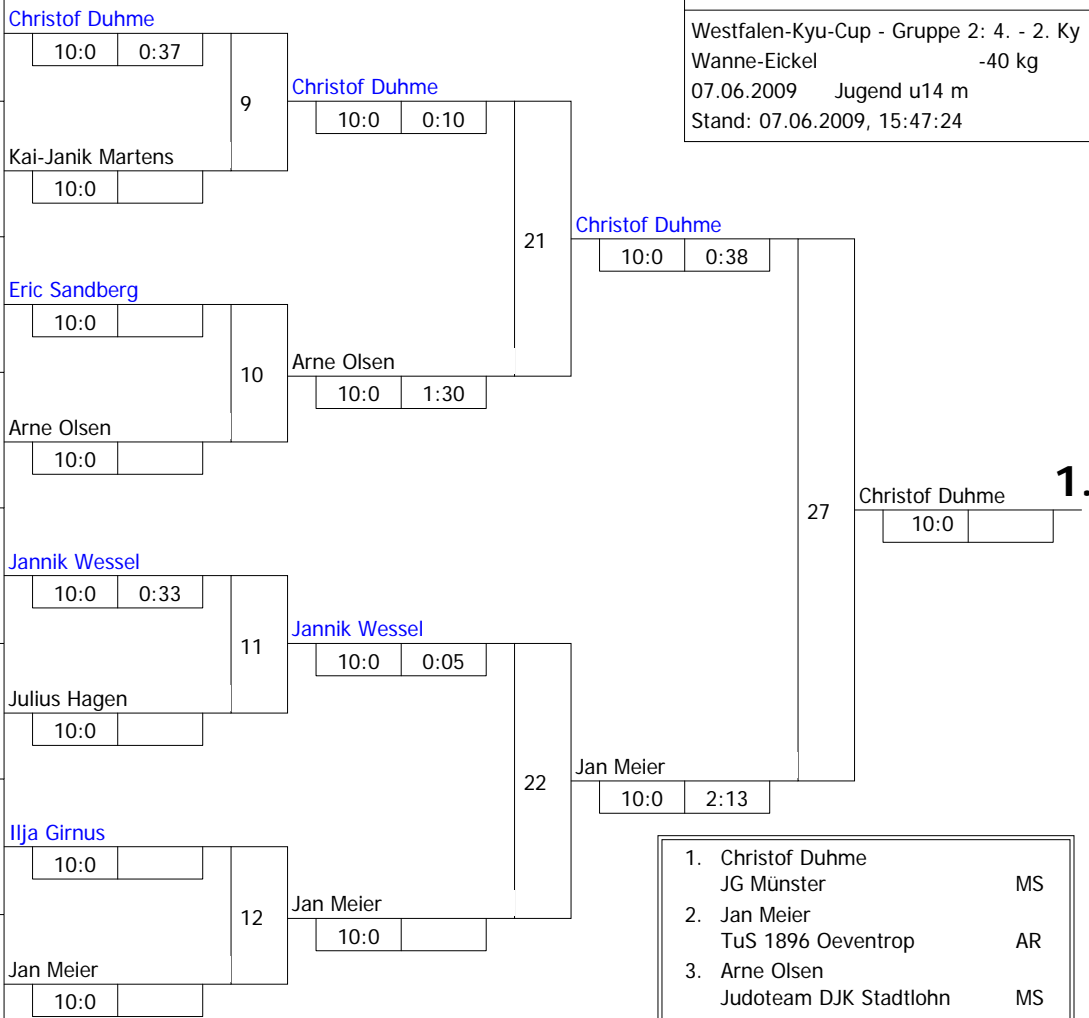 Christof Duhme
10:0 0:37
9
Kai-Janik Martens
10:0
Eric Sandberg
10:0
10
Arne Olsen
10:0
Jannik Wessel
10:0 0:33
11
Julius Hagen
10:0
Ilja Girnus
10:0
12
Jan Meier
10:0
Christof Duhme
10:0 0:10
21
Arne Olsen
10:0 1:30
Jannik Wessel
10:0 0:05
22
Jan Meier
10:0
Christof Duhme
10:0 0:38
27
Jan Meier
10:0 2:13
Christof Duhme 1.
10:0
Westfalen-Kyu-Cup - Gruppe 2: 4. - 2. Ky
Wanne-Eickel -40 kg
07.06.2009 Jugend u14 m
Stand: 07.06.2009, 15:47:24
1. Christof Duhme
JG Münster MS
2. Jan Meier
TuS 1896 Oeventrop AR
3. Arne Olsen
Judoteam DJK Stadtlohn MS